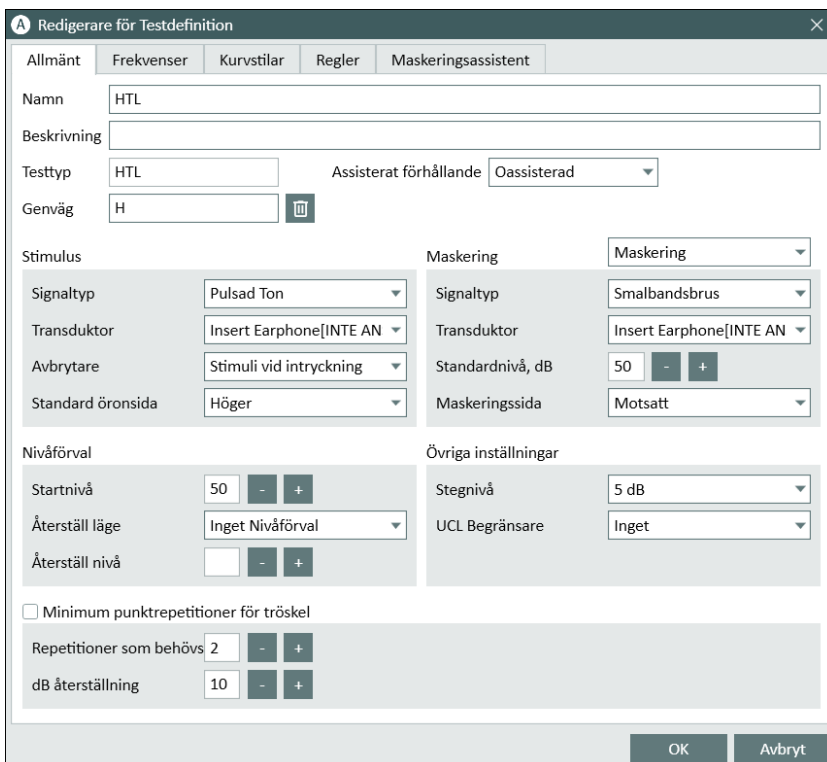 A Redigerare för Testdefinition
Allmänt Frekvenser Kurvstilar Regler Maskeringsassistent
Namn HTL
Beskrivning
Testtyp HTL Assisterat förhållande Oassisterad
Genväg H
Stimulus
Signaltyp Pulsad Ton
Transduktor Insert Earphone[INTE AN
Avbrytare Stimuli vid intryckning
Standard öronsida Höger
Maskering Maskering
Signaltyp Smalbandsbrus
Transduktor Insert Earphone[INTE AN
Standardnivå, dB 50 - +
Maskeringssida Motsatt
Nivåförval
Startnivå 50 - +
Återställ läge Inget Nivåförval
Återställ nivå - +
Övriga inställningar
Stegnivå 5 dB
UCL Begränsare Inget
Minimum punktrepetitioner för tröskel
Repetitioner som behövs 2 - +
dB återställning 10 - +
OK Avbryt